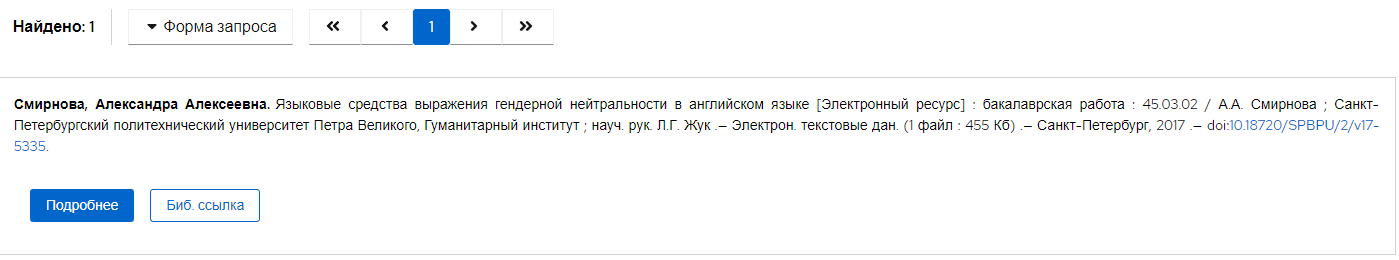 Найдено: 1 Форма запроса 1
Смирнова, Александра Алексеевна. Языковые средства выражения гендерной нейтральности в английском языке [Электронный ресурс] : бакалаврская работа : 45.03.02 / А.А. Смирнова ; Санкт-
Петербургский политехнический университет Петра Великого, Гуманитарный институт ; науч. рук. Л.Г. Жук .— Электрон. текстовые дан. (1 файл : 455 Кб) .— Санкт-Петербург, 2017 .— doi:10.18720/SPBPU/2/v17-
5335.
Подробнее Биб. ссылка